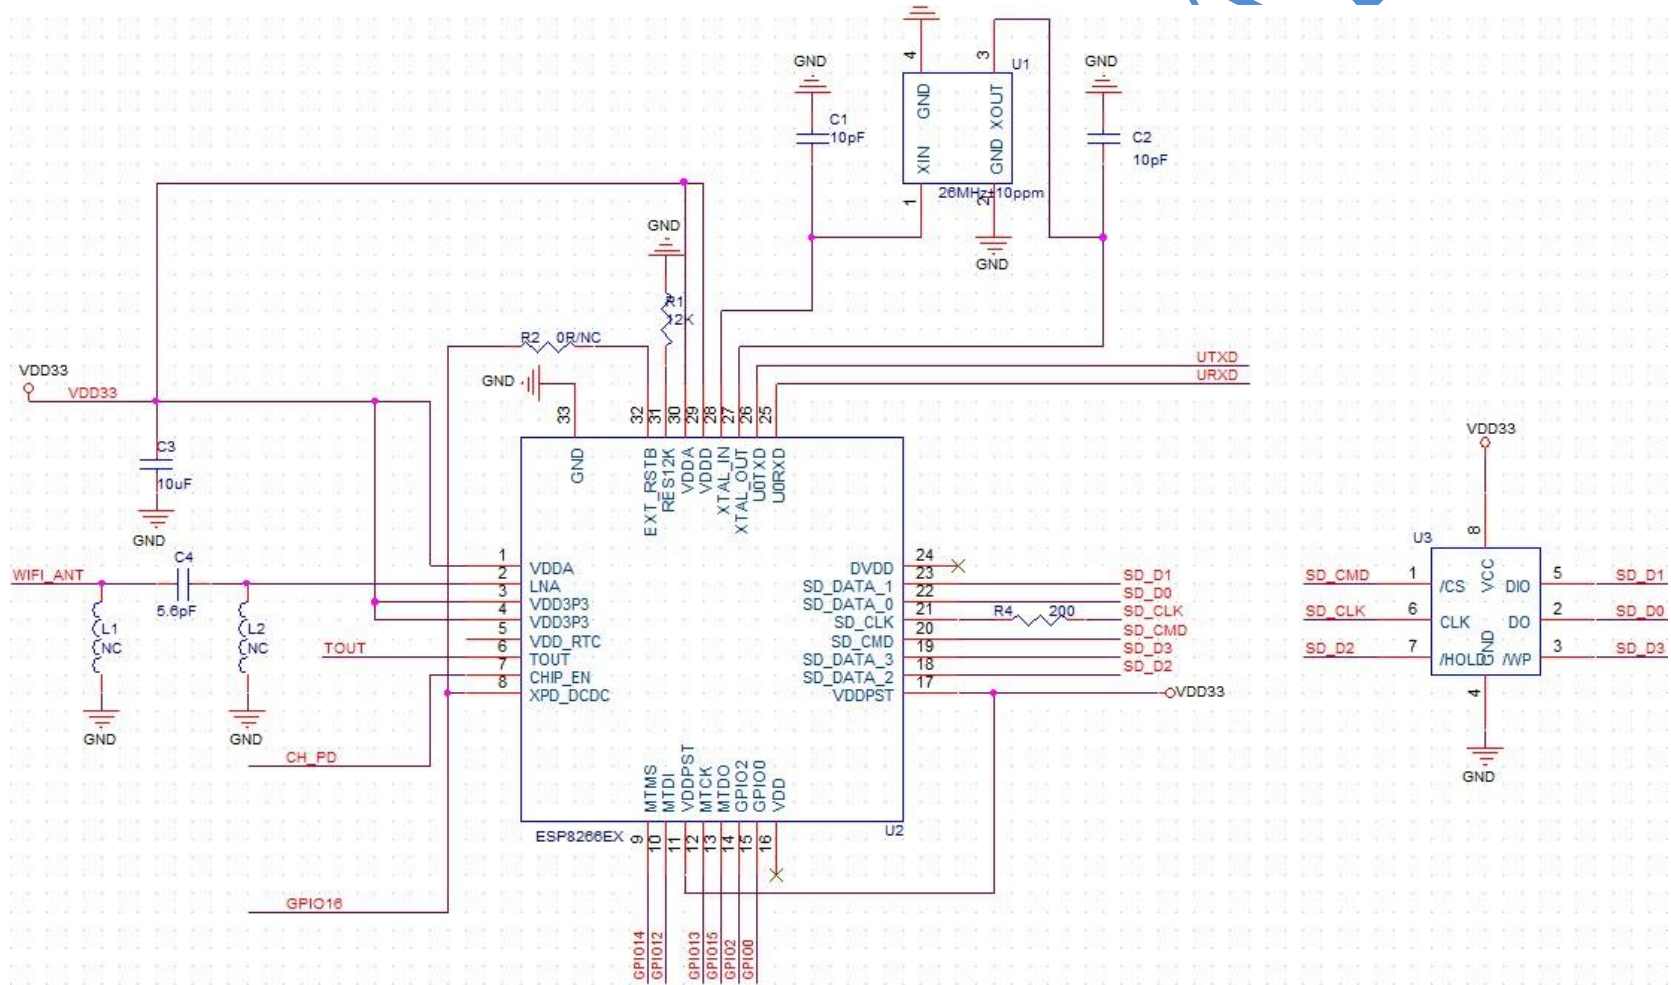 GND
4
3
U1
GND
GND
XOUT
XIN
GND
C1
10pF
C2
10pF
26MHz±10ppm
1
2
GND
GND
R1
12K
R2 0R/NC
UTXD
URXD
VDD33
VDD33
GND
33
32
31
30
29
28
27
26
25
C3
10uF
GND
GND
EXT_RSTB
RES12K
VDDA
VDDD
XTAL_IN
XTAL_OUT
U0TXD
U0RXD
C4
5.6pF
WIFI_ANT
L1
NC
L2
NC
GND
GND
TOUT
CH_PD
GPIO16
1
2
3
4
5
6
7
8
VDDA
LNA
VDD3P3
VDD3P3
VDD_RTC
TOUT
CHIP_EN
XPD_DCDC
24
23
22
21
20
19
18
17
DVDD
SD_DATA_1
SD_DATA_0
SD_CLK
SD_CMD
SD_DATA_3
SD_DATA_2
VDDPST
R4 200
SD_D1
SD_D0
SD_CLK
SD_CMD
SD_D3
SD_D2
VDD33
MTMS
MTDI
VDDPST
MTCK
MTDO
GPIO2
GPIO0
VDD
ESP8266EX
U2
9
10
11
12
13
14
15
16
GPIO14
GPIO12
GPIO13
GPIO15
GPIO2
GPIO0
VDD33
8
U3
SD_CMD 1 /CS VCC DIO 5 SD_D1
SD_CLK 6 CLK DO 2 SD_D0
SD_D2 7 /HOLD GND /WP 3 SD_D3
4
GND